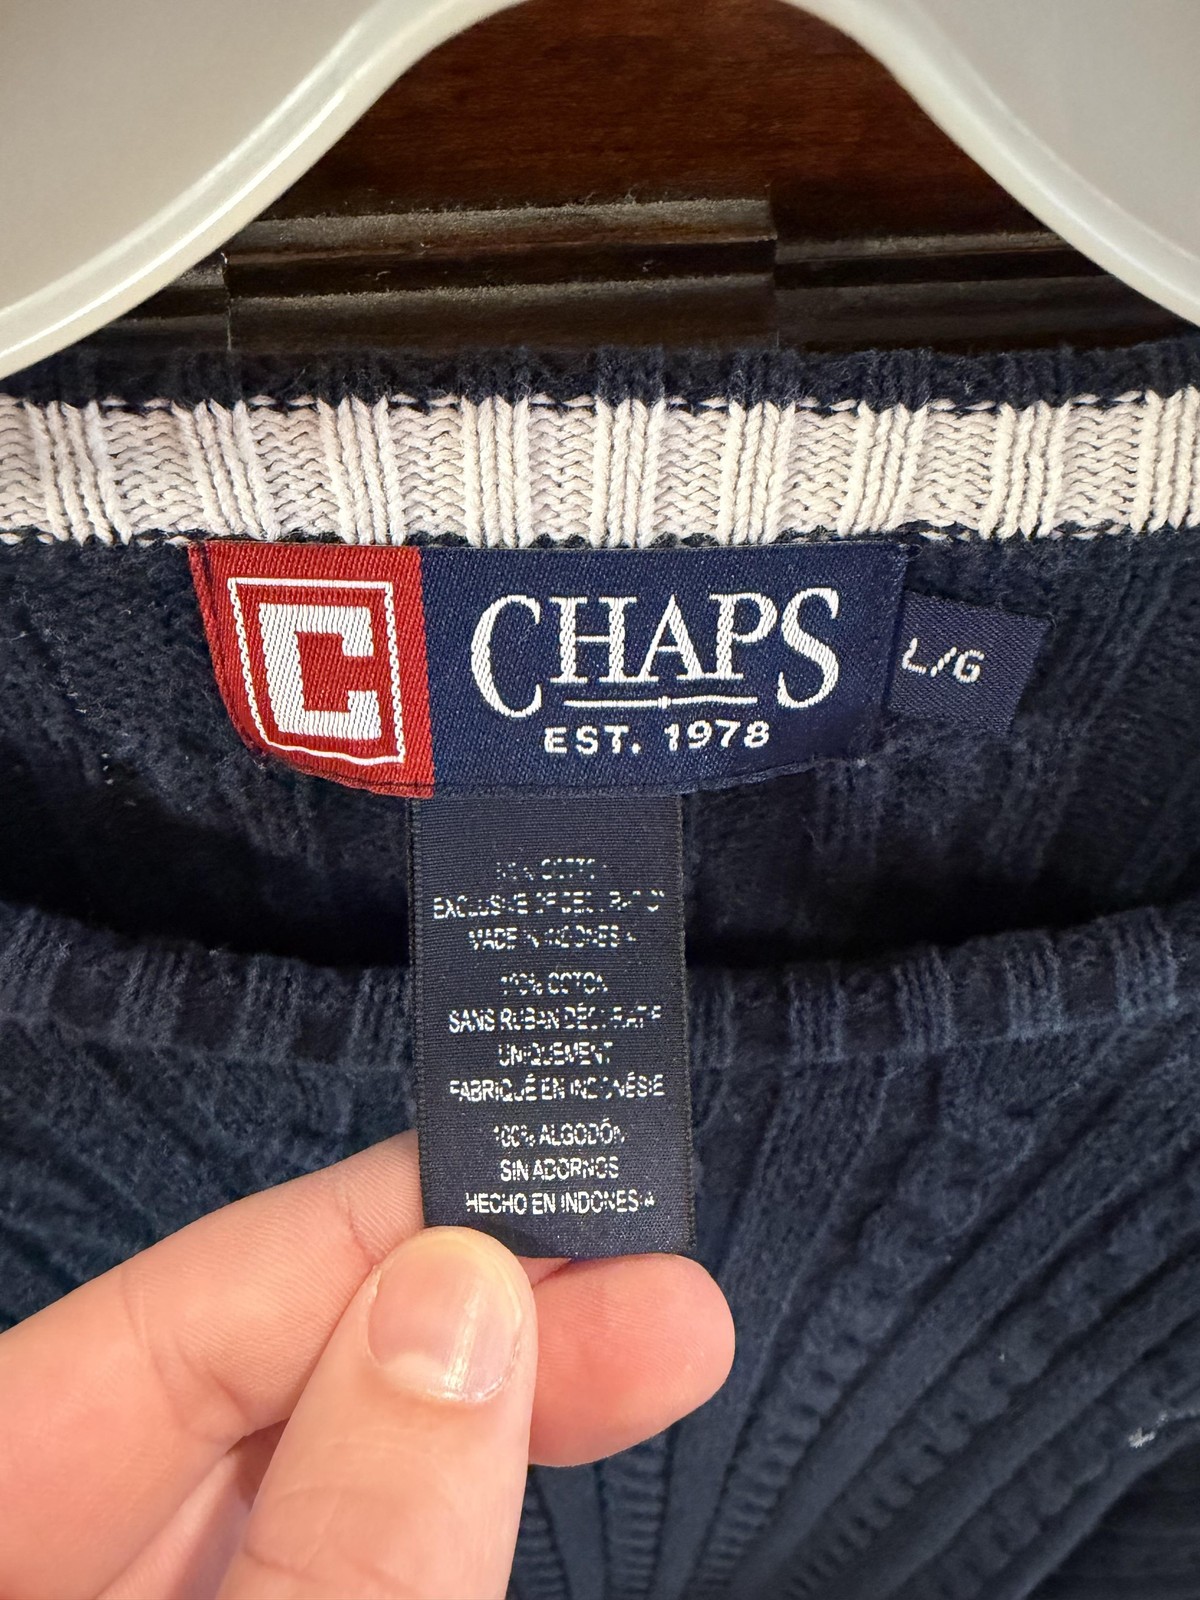 C
CHAPS
EST. 1978
L/G
100% COTTON
EXCLUSIVE OF DECORATION
MADE IN INDONESIA
100% COTON
SANS RUBAN DÉCORATIF
UNIQUEMENT
FABRIQUÉ EN INDONÉSIE
100% ALGODÓN
SIN ADORNOS
HECHO EN INDONESIA